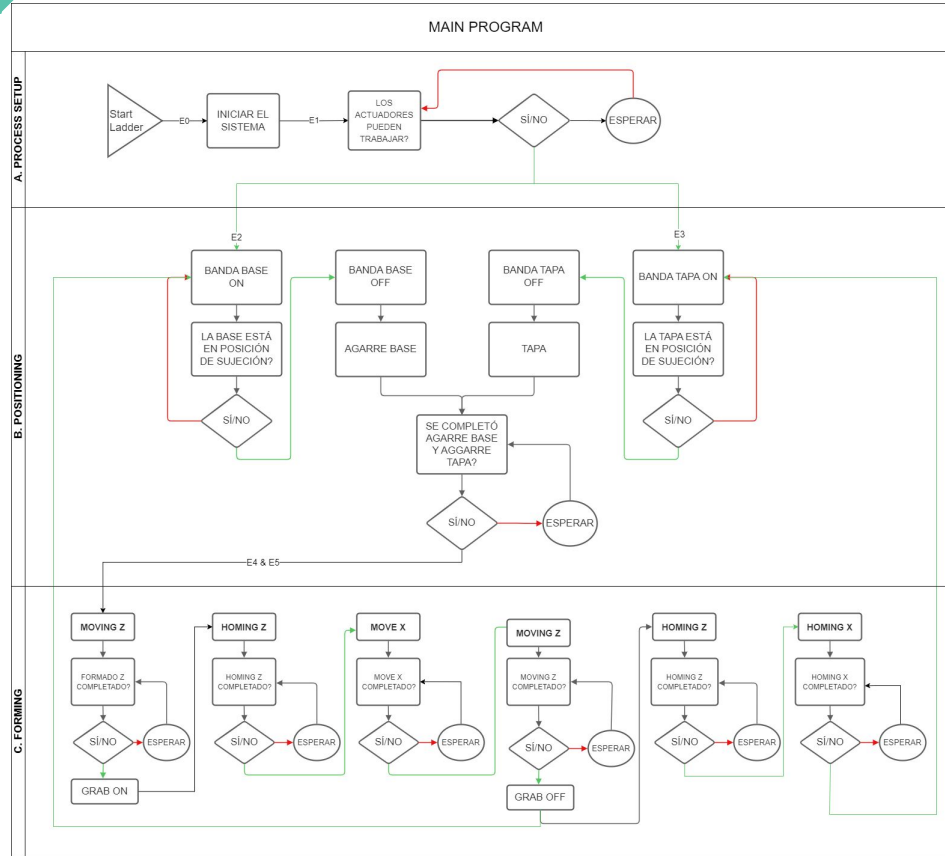 MAIN PROGRAM
A. PROCESS SETUP
Start
Ladder
E0
INICIAR EL
SISTEMA
E1
LOS
ACTUADORES
PUEDEN
TRABAJAR?
SÍ/NO
ESPERAR
B. POSITIONING
E2
E3
BANDA BASE
ON
BANDA BASE
OFF
BANDA TAPA
OFF
BANDA TAPA ON
LA BASE ESTÁ
EN POSICIÓN
DE SUJECIÓN?
AGARRE BASE
TAPA
LA TAPA ESTÁ
EN POSICIÓN
DE SUJECIÓN?
SÍ/NO
SÍ/NO
SE COMPLETÓ
AGARRE BASE
Y AGGARRE
TAPA?
SÍ/NO
ESPERAR
E4 & E5
C. FORMING
MOVING Z
HOMING Z
MOVE X
MOVING Z
HOMING Z
HOMING X
FORMADO Z
COMPLETADO?
HOMING Z
COMPLETADO?
MOVE X
COMPLETADO?
MOVING Z
COMPLETADO?
HOMING Z
COMPLETADO?
HOMING X
COMPLETADO?
SÍ/NO
ESPERAR
SÍ/NO
ESPERAR
SÍ/NO
ESPERAR
SÍ/NO
ESPERAR
SÍ/NO
ESPERAR
SÍ/NO
ESPERAR
GRAB ON
GRAB OFF